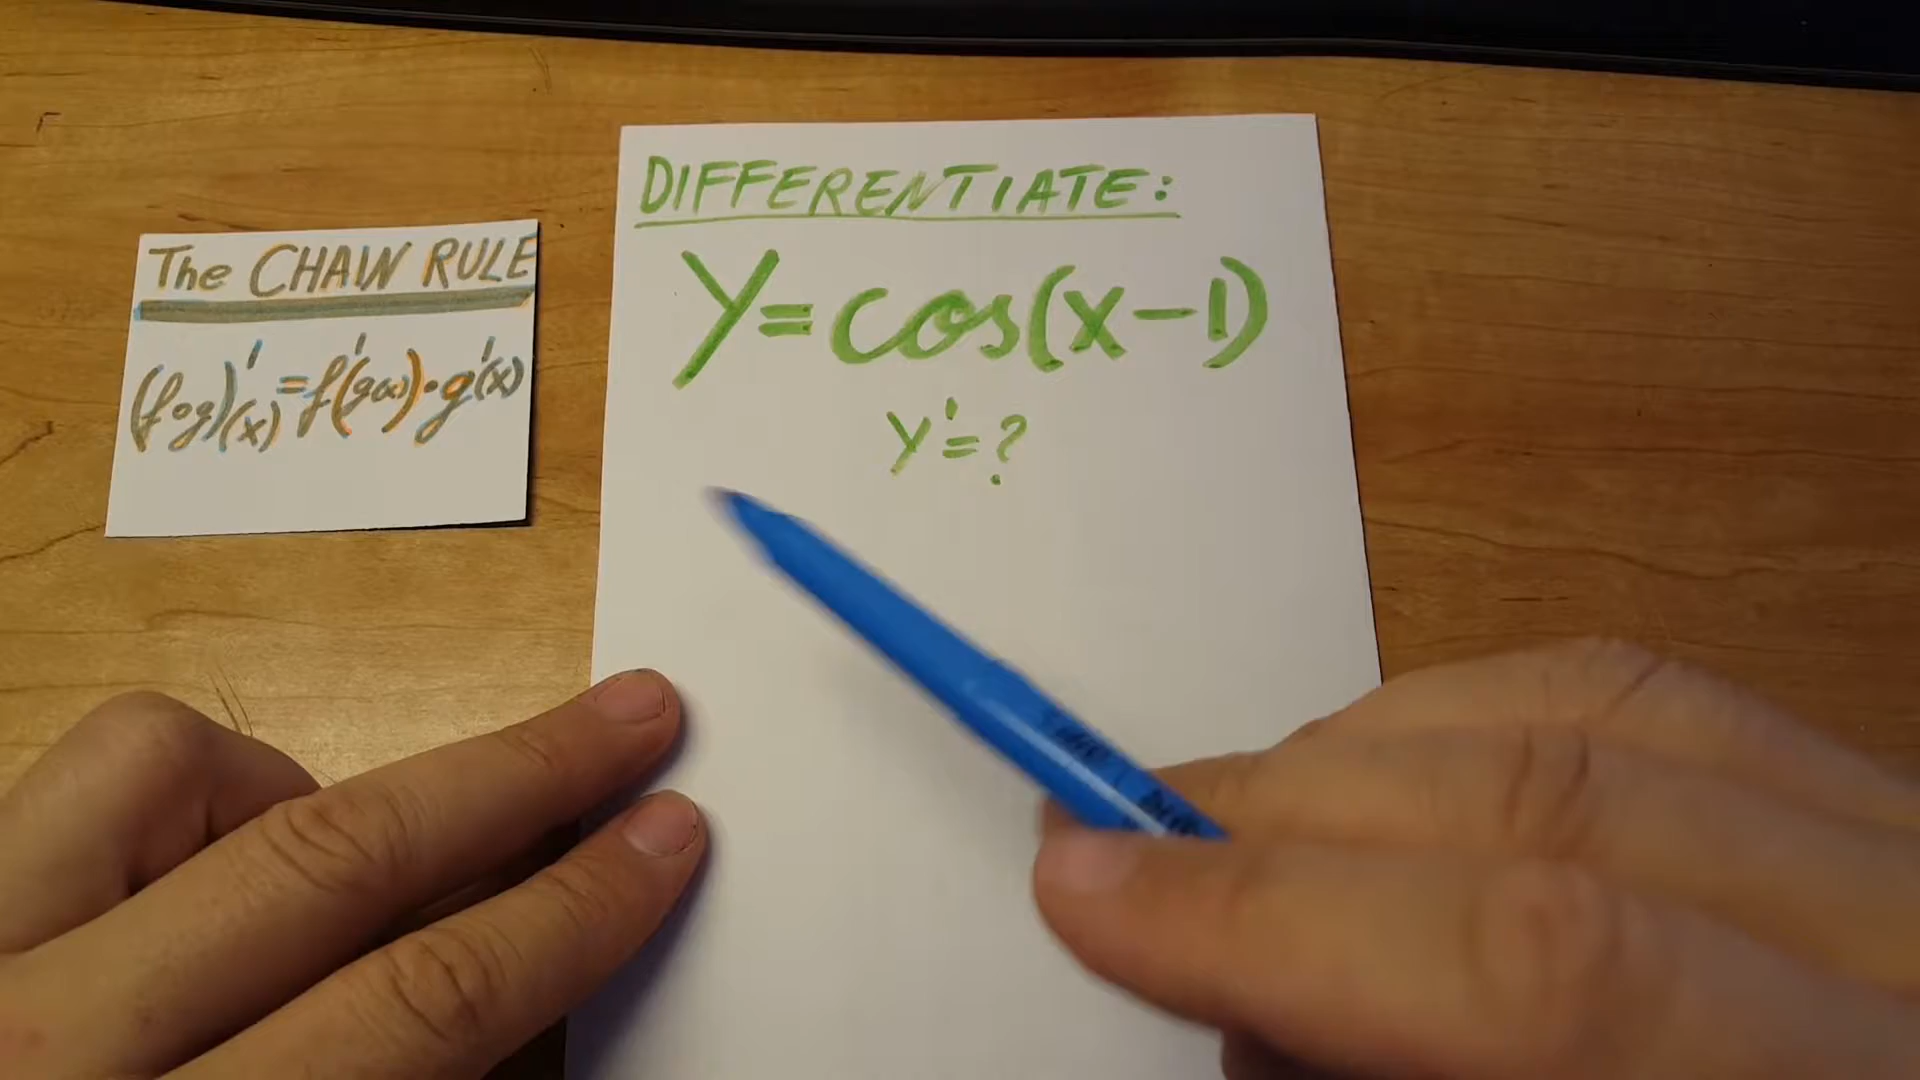 The CHAIN RULE
(f∘g)'(x)=f'(g(x))·g'(x)
DIFFERENTIATE:
Y=cos(x-1)
Y'=?